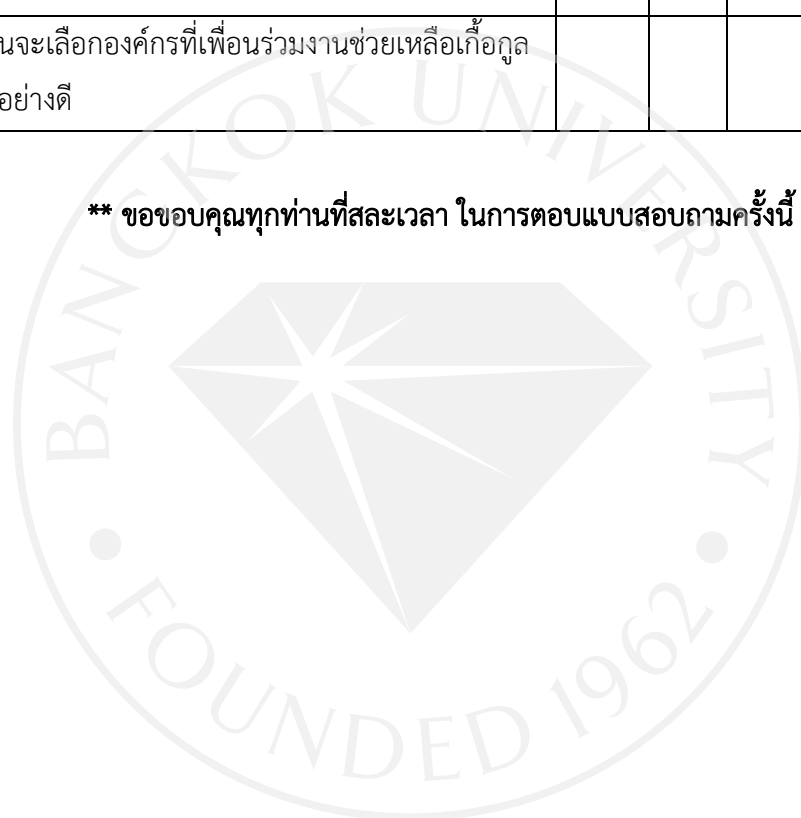 นจะเลือกองค์กรที่เพื่อนร่วมงานช่วยเหลือเกื้อกูล
อย่างดี
** ขอขอบคุณทุกท่านที่สละเวลา ในการตอบแบบสอบถามครั้งนี้
BANGKOK UNIVERSITY
FOUNDED 1962